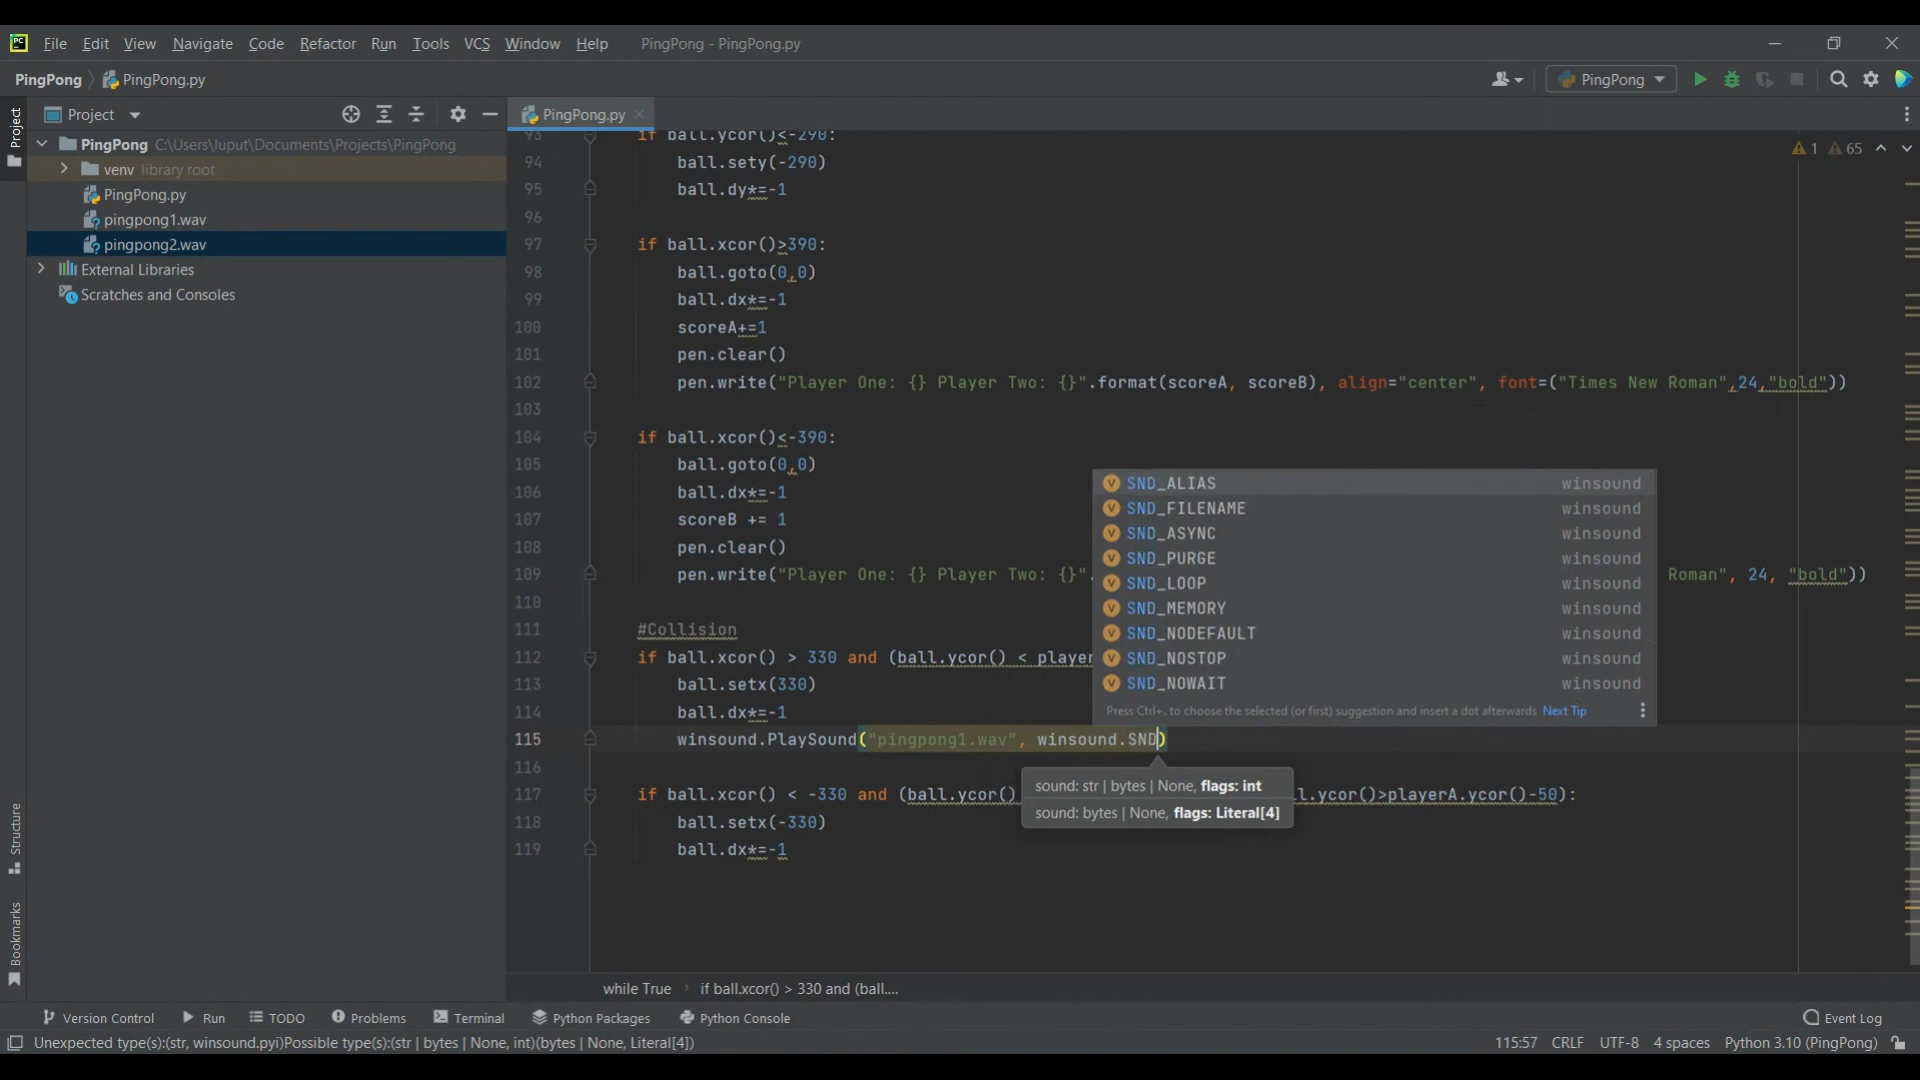 File Edit View Navigate Code Refactor Run Tools VCS Window Help PingPong - PingPong.py
PingPong PingPong.py PingPong
Project PingPong.py
Project
PingPong C:\Users\luput\Documents\Projects\PingPong
venv library root
PingPong.py
pingpong1.wav
pingpong2.wav
External Libraries
Scratches and Consoles
1 65
93 if ball.ycor()<-290:
94 ball.sety(-290)
95 ball.dy*=-1
96
97 if ball.xcor()>390:
98 ball.goto(0,0)
99 ball.dx*=-1
100 scoreA+=1
101 pen.clear()
102 pen.write("Player One: {} Player Two: {}".format(scoreA, scoreB), align="center", font=("Times New Roman",24,"bold"))
103
104 if ball.xcor()<-390:
105 ball.goto(0,0)
106 ball.dx*=-1
107 scoreB += 1
108 pen.clear()
109 pen.write("Player One: {} Player Two: {}". Roman", 24, "bold"))
110
111 #Collision
112 if ball.xcor() > 330 and (ball.ycor() < player
113 ball.setx(330)
114 ball.dx*=-1
115 winsound.PlaySound("pingpong1.wav", winsound.SND)
116
117 if ball.xcor() < -330 and (ball.ycor() l.ycor()>playerA.ycor()-50):
118 ball.setx(-330)
119 ball.dx*=-1
SND_ALIAS winsound
SND_FILENAME winsound
SND_ASYNC winsound
SND_PURGE winsound
SND_LOOP winsound
SND_MEMORY winsound
SND_NODEFAULT winsound
SND_NOSTOP winsound
SND_NOWAIT winsound
Press Ctrl+. to choose the selected (or first) suggestion and insert a dot afterwards Next Tip
sound: str | bytes | None, flags: int
sound: bytes | None, flags: Literal[4]
Structure
Bookmarks
while True if ball.xcor() > 330 and (ball....
Version Control Run TODO Problems Terminal Python Packages Python Console Event Log
Unexpected type(s):(str, winsound.pyi)Possible type(s):(str | bytes | None, int)(bytes | None, Literal[4]) 115:57 CRLF UTF-8 4 spaces Python 3.10 (PingPong)